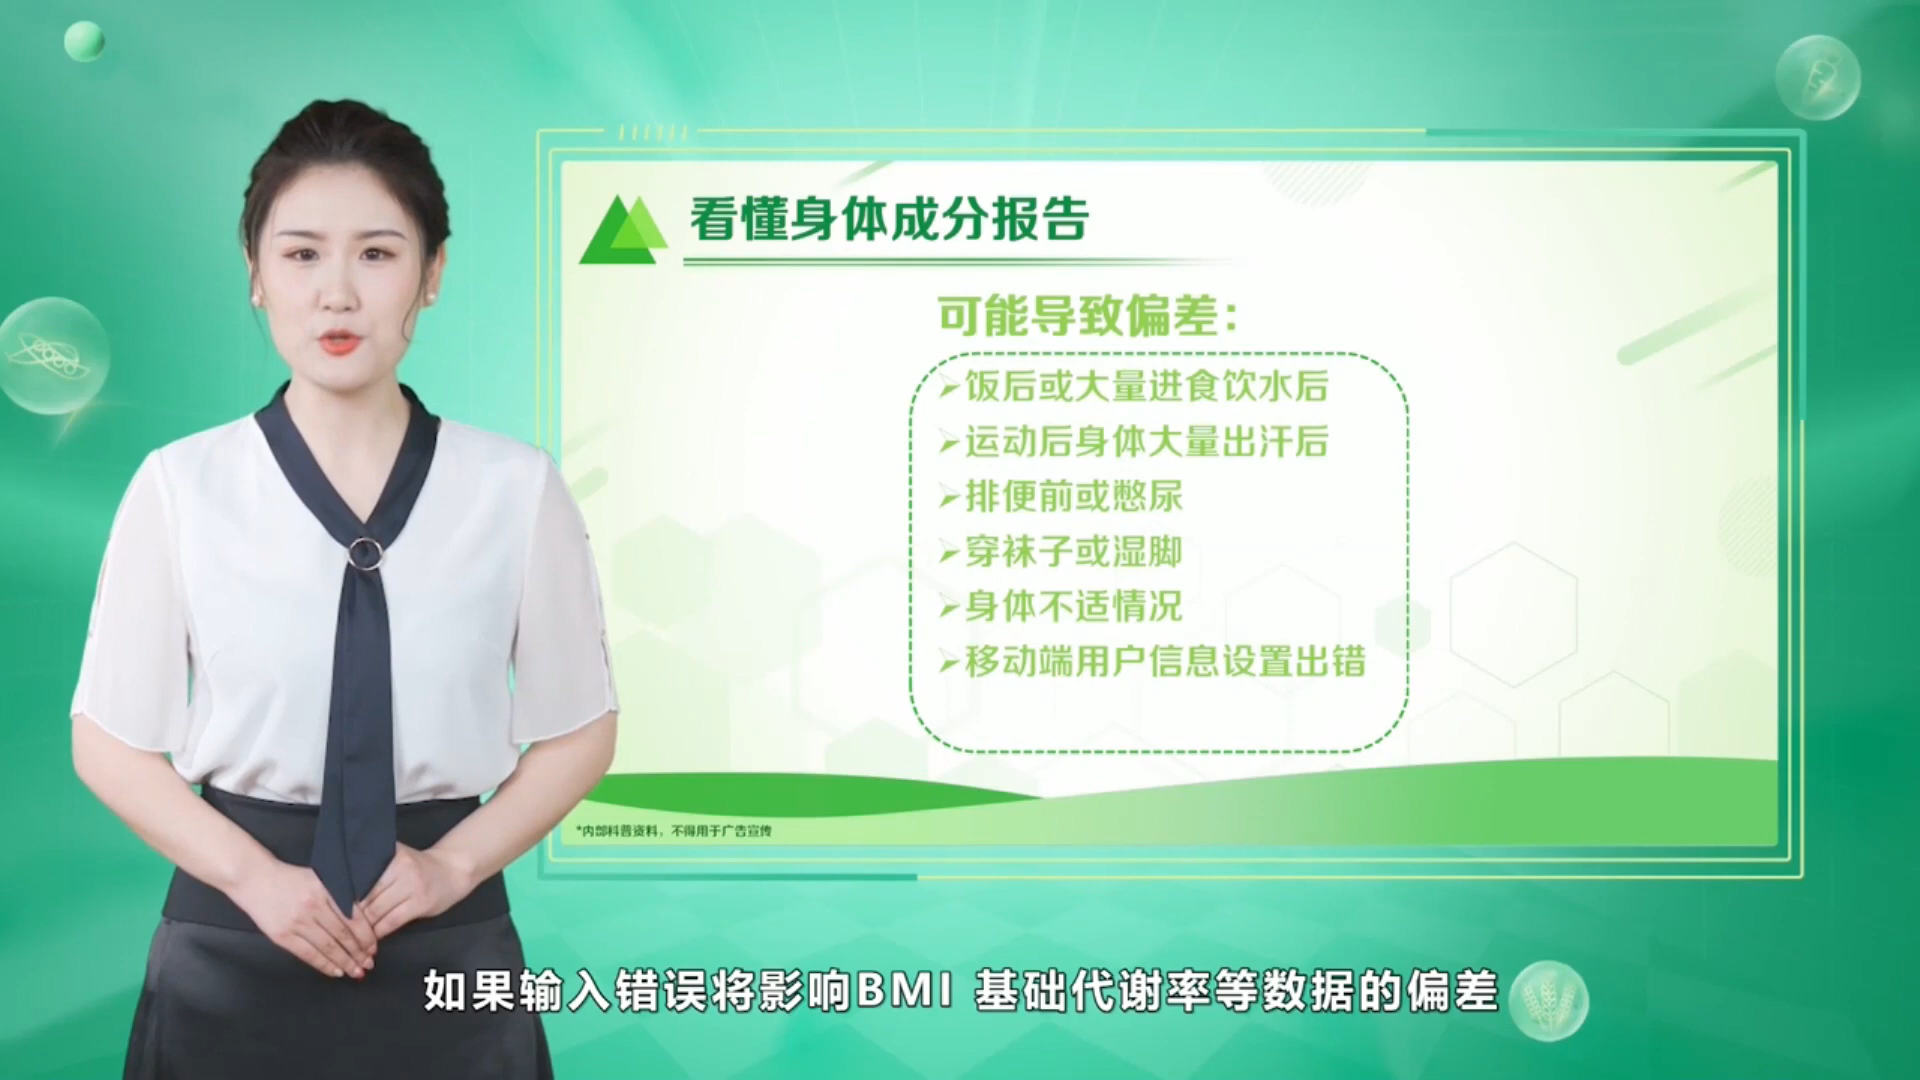 看懂身体成分报告
可能导致偏差：
➢饭后或大量进食饮水后
➢运动后身体大量出汗后
➢排便前或憋尿
➢穿袜子或湿脚
➢身体不适情况
➢移动端用户信息设置出错
*内部科普资料，不得用于广告宣传
如果输入错误将影响BMI 基础代谢率等数据的偏差